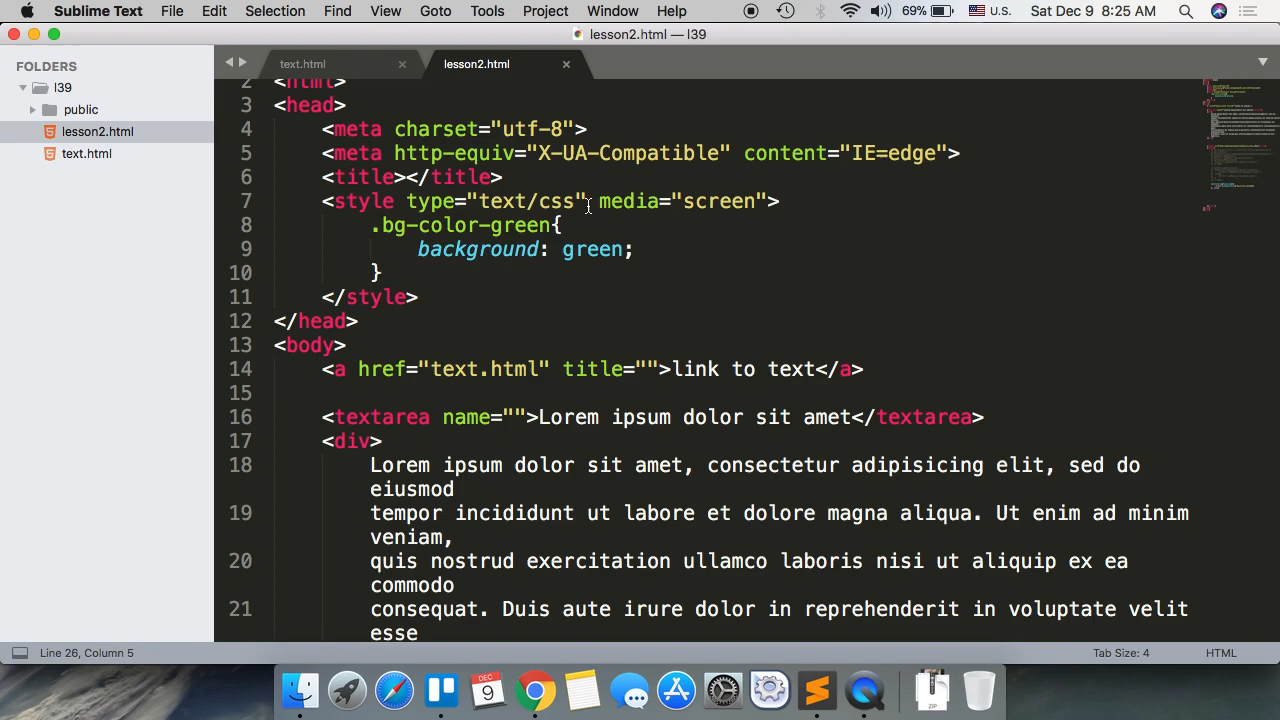 Sublime Text File Edit Selection Find View Goto Tools Project Window Help 69% U.S. Sat Dec 9 8:25 AM
lesson2.html — l39
FOLDERS
l39
public
lesson2.html
text.html
text.html × lesson2.html ×
2 <html>
3 <head>
4 <meta charset="utf-8">
5 <meta http-equiv="X-UA-Compatible" content="IE=edge">
6 <title></title>
7 <style type="text/css" media="screen">
8 .bg-color-green{
9 background: green;
10 }
11 </style>
12 </head>
13 <body>
14 <a href="text.html" title="">link to text</a>
15
16 <textarea name="">Lorem ipsum dolor sit amet</textarea>
17 <div>
18 Lorem ipsum dolor sit amet, consectetur adipisicing elit, sed do
eiusmod
19 tempor incididunt ut labore et dolore magna aliqua. Ut enim ad minim
veniam,
20 quis nostrud exercitation ullamco laboris nisi ut aliquip ex ea
commodo
21 consequat. Duis aute irure dolor in reprehenderit in voluptate velit
esse
Line 26, Column 5 Tab Size: 4 HTML
DEC
9
ZIP